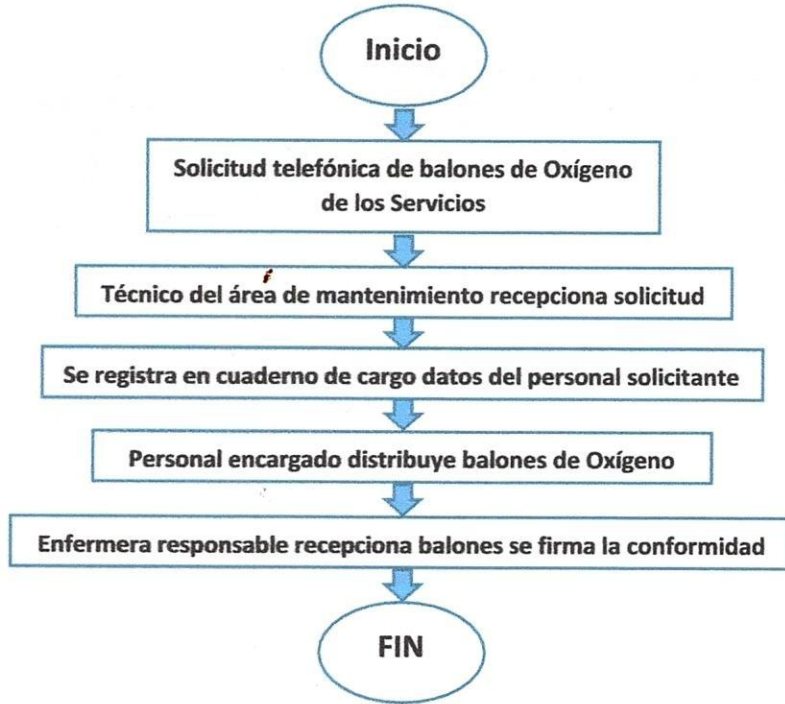 Inicio
Solicitud telefónica de balones de Oxígeno
de los Servicios
Técnico del área de mantenimiento recepciona solicitud
Se registra en cuaderno de cargo datos del personal solicitante
Personal encargado distribuye balones de Oxígeno
Enfermera responsable recepciona balones se firma la conformidad
FIN